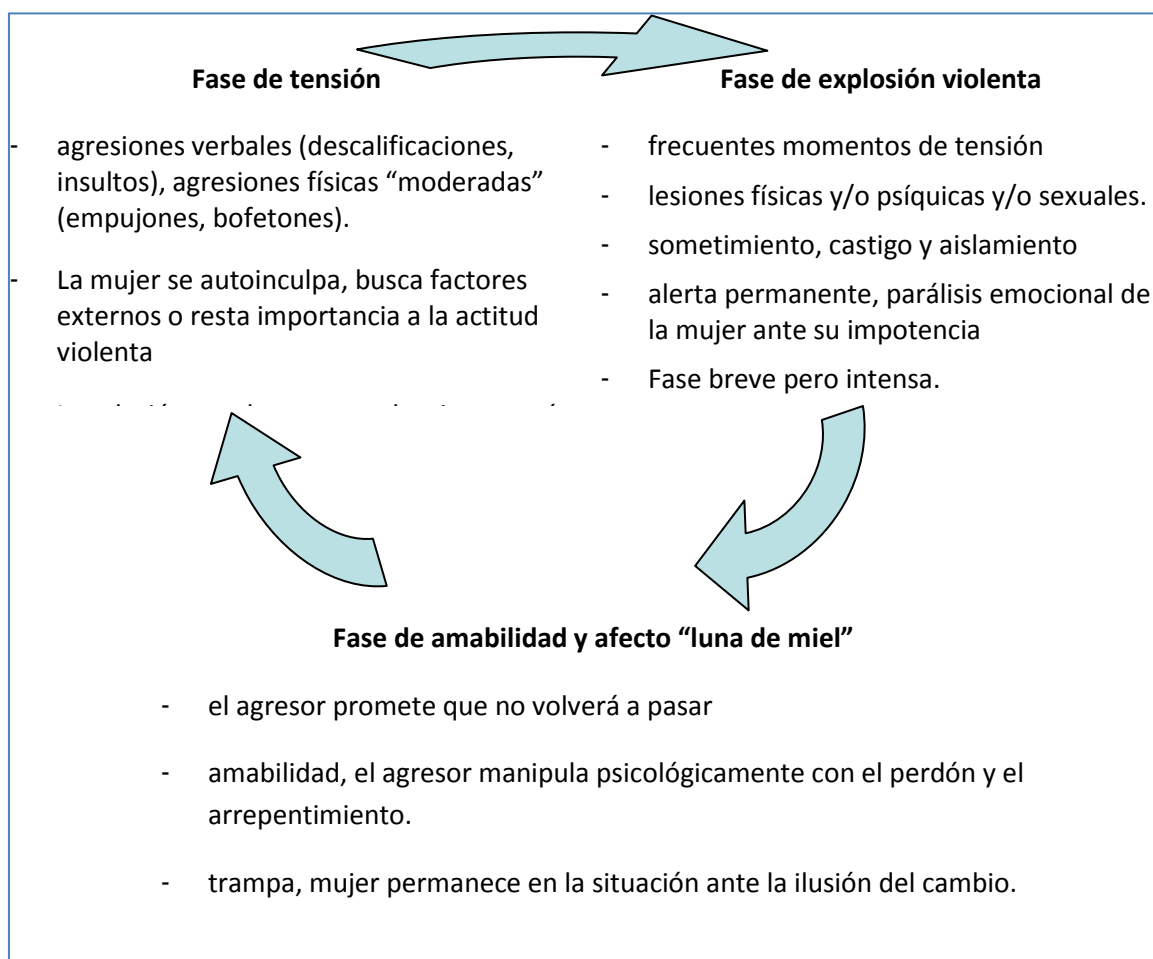 Fase de tensión
- agresiones verbales (descalificaciones,
insultos), agresiones físicas “moderadas”
(empujones, bofetones).
- La mujer se autoinculpa, busca factores
externos o resta importancia a la actitud
violenta
-
Fase de explosión violenta
- frecuentes momentos de tensión
- lesiones físicas y/o psíquicas y/o sexuales.
- sometimiento, castigo y aislamiento
- alerta permanente, parálisis emocional de
la mujer ante su impotencia
- Fase breve pero intensa.
Fase de amabilidad y afecto “luna de miel”
- el agresor promete que no volverá a pasar
- amabilidad, el agresor manipula psicológicamente con el perdón y el
arrepentimiento.
- trampa, mujer permanece en la situación ante la ilusión del cambio.